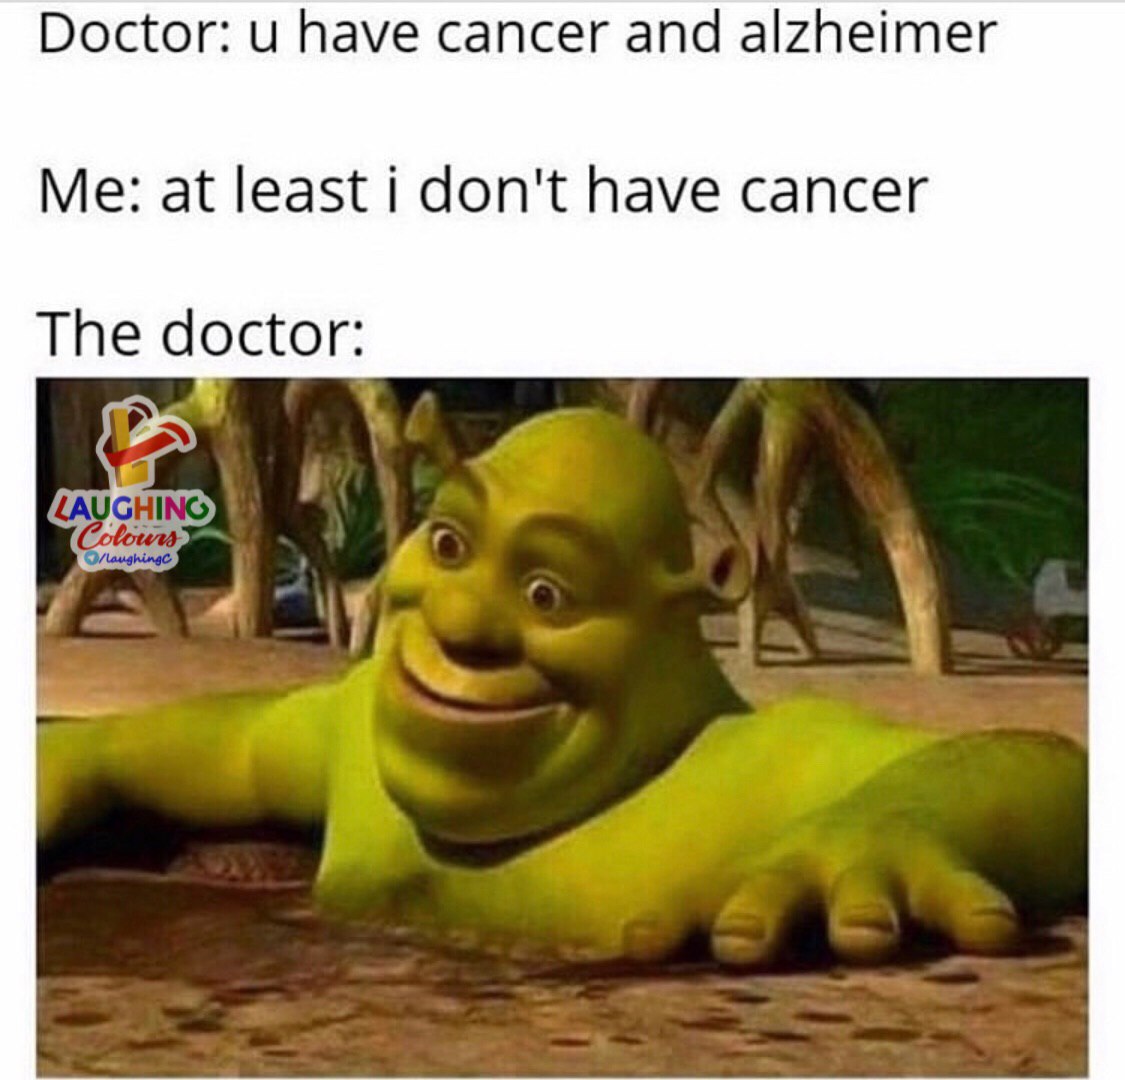 Doctor: u have cancer and alzheimer
Me: at least i don't have cancer
The doctor:
LAUGHING
Colours
/laughingC